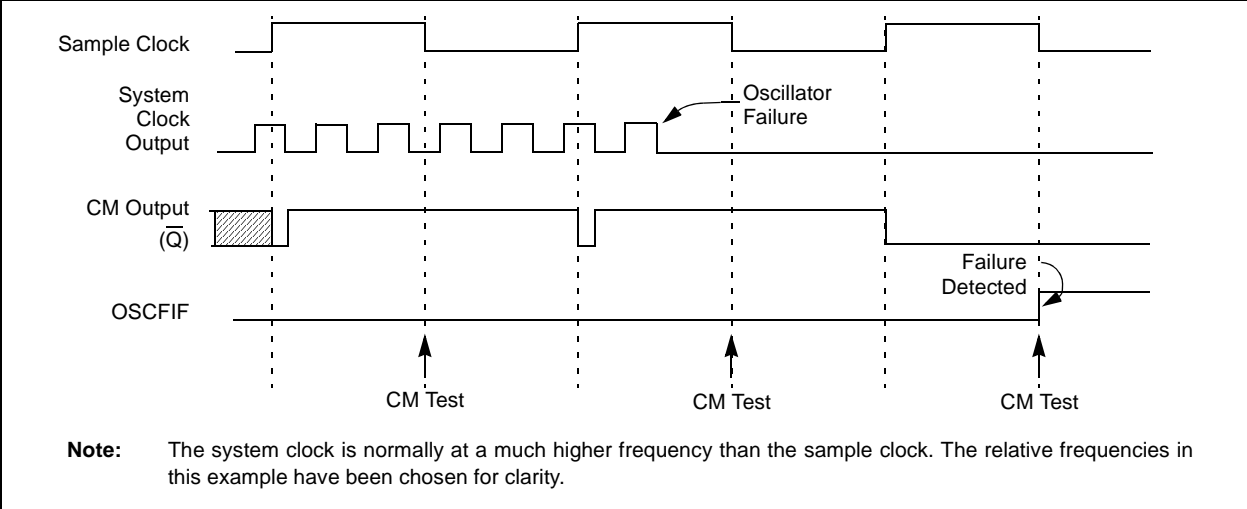 Sample Clock
System
Clock
Output
Oscillator
Failure
CM Output
(Q̅)
Failure
Detected
OSCFIF
CM Test
CM Test
CM Test
Note: The system clock is normally at a much higher frequency than the sample clock. The relative frequencies in
this example have been chosen for clarity.